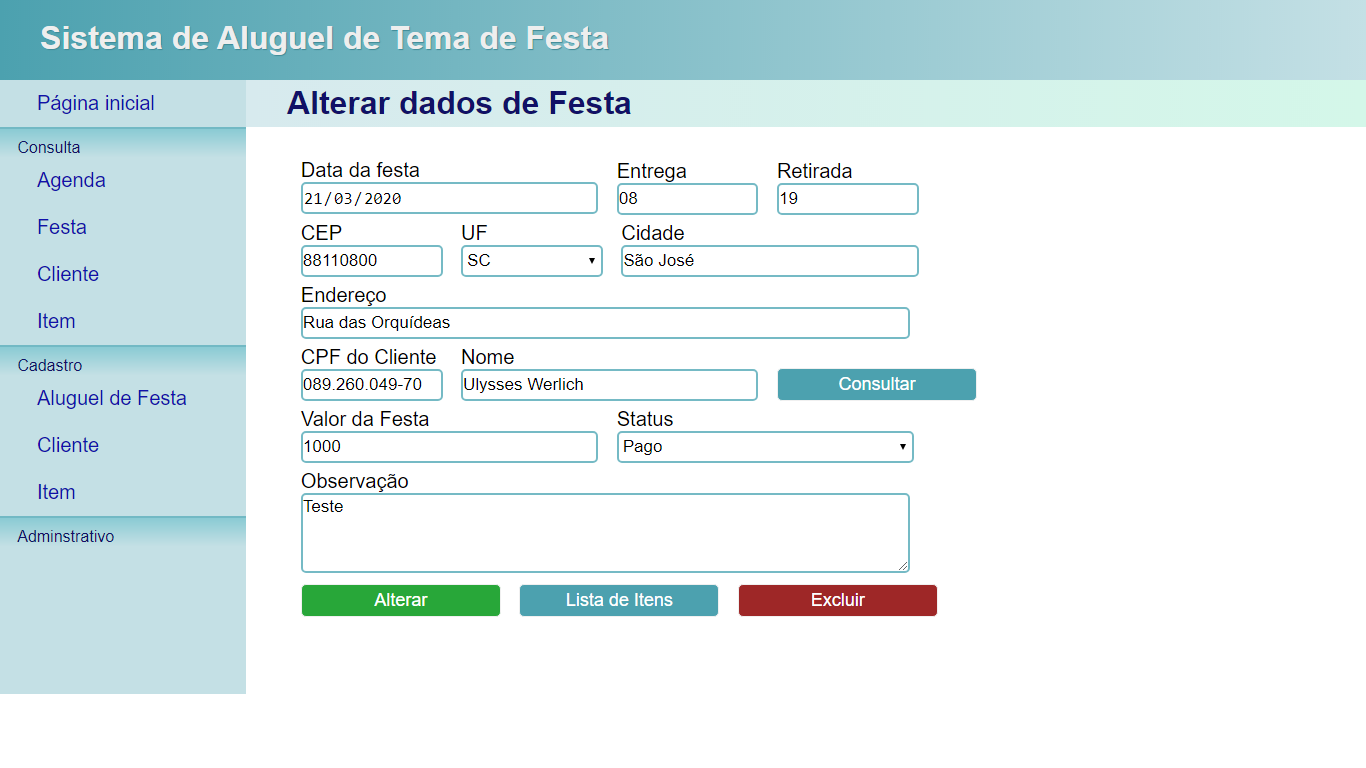 Sistema de Aluguel de Tema de Festa
Página inicial
Consulta
Agenda
Festa
Cliente
Item
Cadastro
Aluguel de Festa
Cliente
Item
Adminstrativo
Alterar dados de Festa
Data da festa Entrega Retirada
21/03/2020 08 19
CEP UF Cidade
88110800 SC São José
Endereço
Rua das Orquídeas
CPF do Cliente Nome
089.260.049-70 Ulysses Werlich Consultar
Valor da Festa Status
1000 Pago
Observação
Teste
Alterar Lista de Itens Excluir